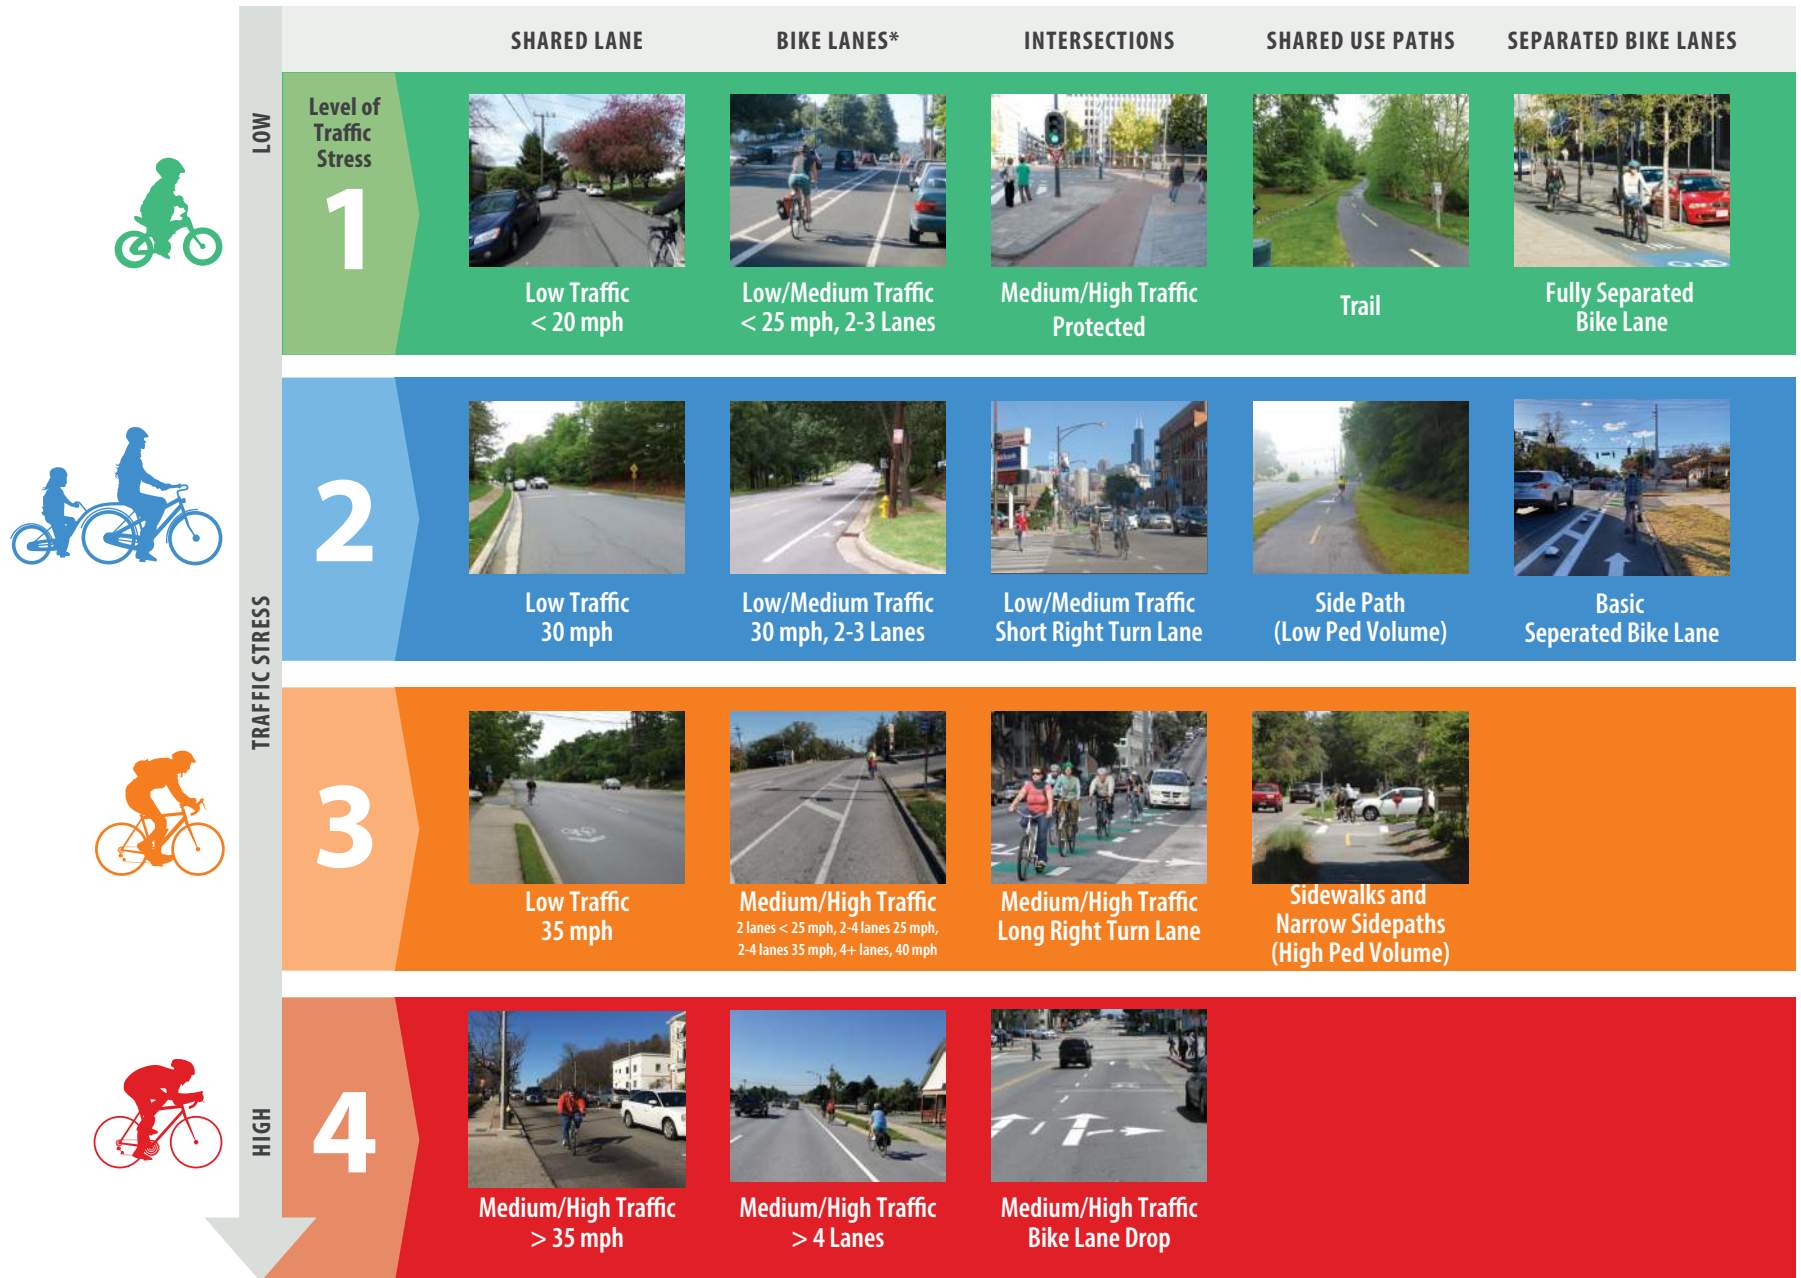 SHARED LANE
BIKE LANES*
INTERSECTIONS
SHARED USE PATHS
SEPARATED BIKE LANES
LOW
TRAFFIC STRESS
HIGH
Level of
Traffic
Stress
1
Low Traffic
< 20 mph
Low/Medium Traffic
< 25 mph, 2-3 Lanes
Medium/High Traffic
Protected
Trail
Fully Separated
Bike Lane
2
Low Traffic
30 mph
Low/Medium Traffic
30 mph, 2-3 Lanes
Low/Medium Traffic
Short Right Turn Lane
Side Path
(Low Ped Volume)
Basic
Seperated Bike Lane
3
Low Traffic
35 mph
Medium/High Traffic
2 lanes < 25 mph, 2-4 lanes 25 mph,
2-4 lanes 35 mph, 4+ lanes, 40 mph
Medium/High Traffic
Long Right Turn Lane
Sidewalks and
Narrow Sidepaths
(High Ped Volume)
4
Medium/High Traffic
> 35 mph
Medium/High Traffic
> 4 Lanes
Medium/High Traffic
Bike Lane Drop